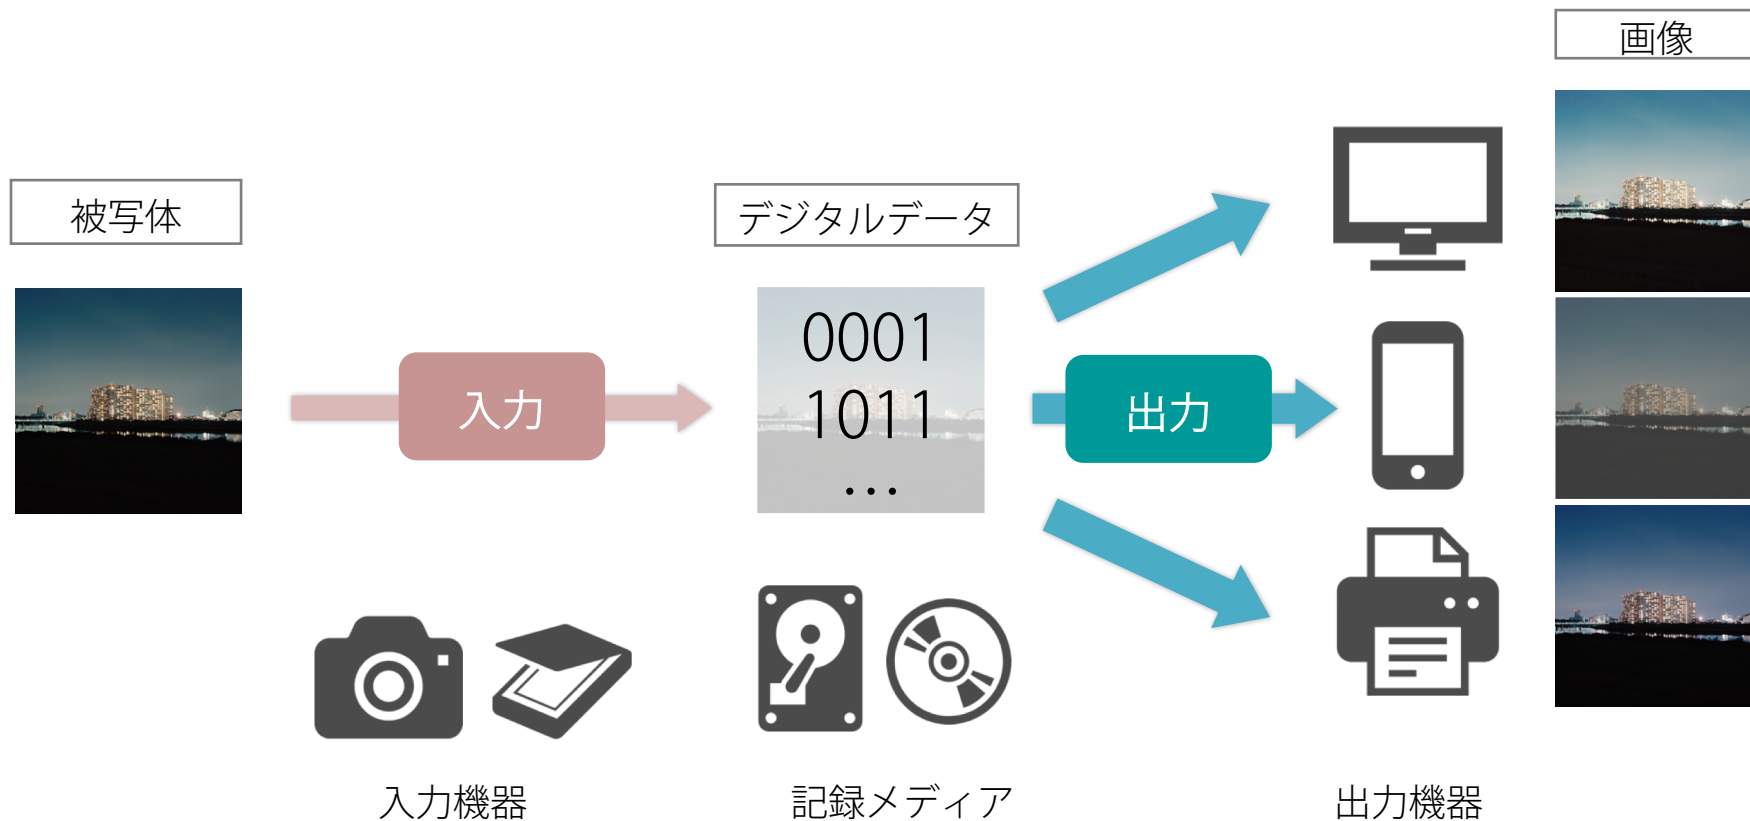 画像
被写体
デジタルデータ
0001
1011
...
入力
出力
入力機器
記録メディア
出力機器